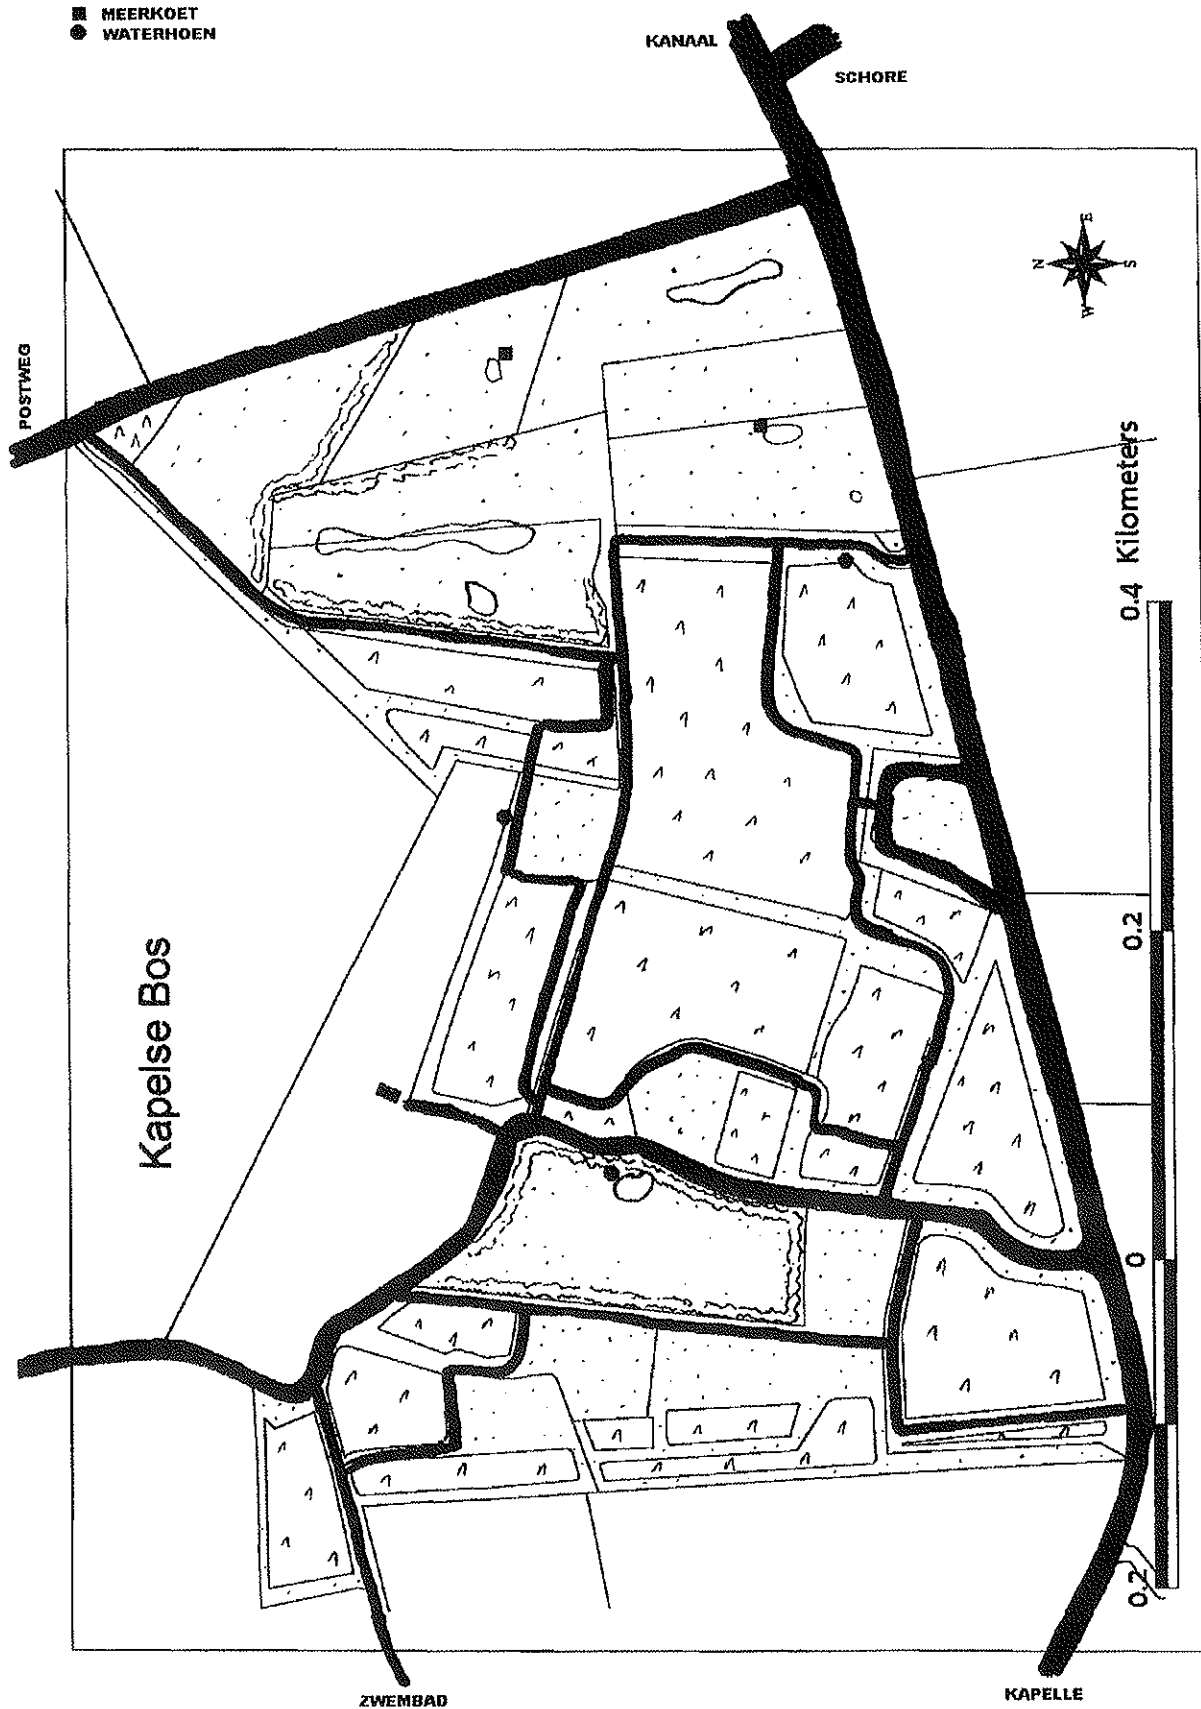 MEERKOET
WATERHOEN
KANAAL
SCHORE
POSTWEG
N
E
S
W
Kapelse Bos
0.2
0
0.2
0.4 Kilometers
ZWEMBAD
KAPELLE